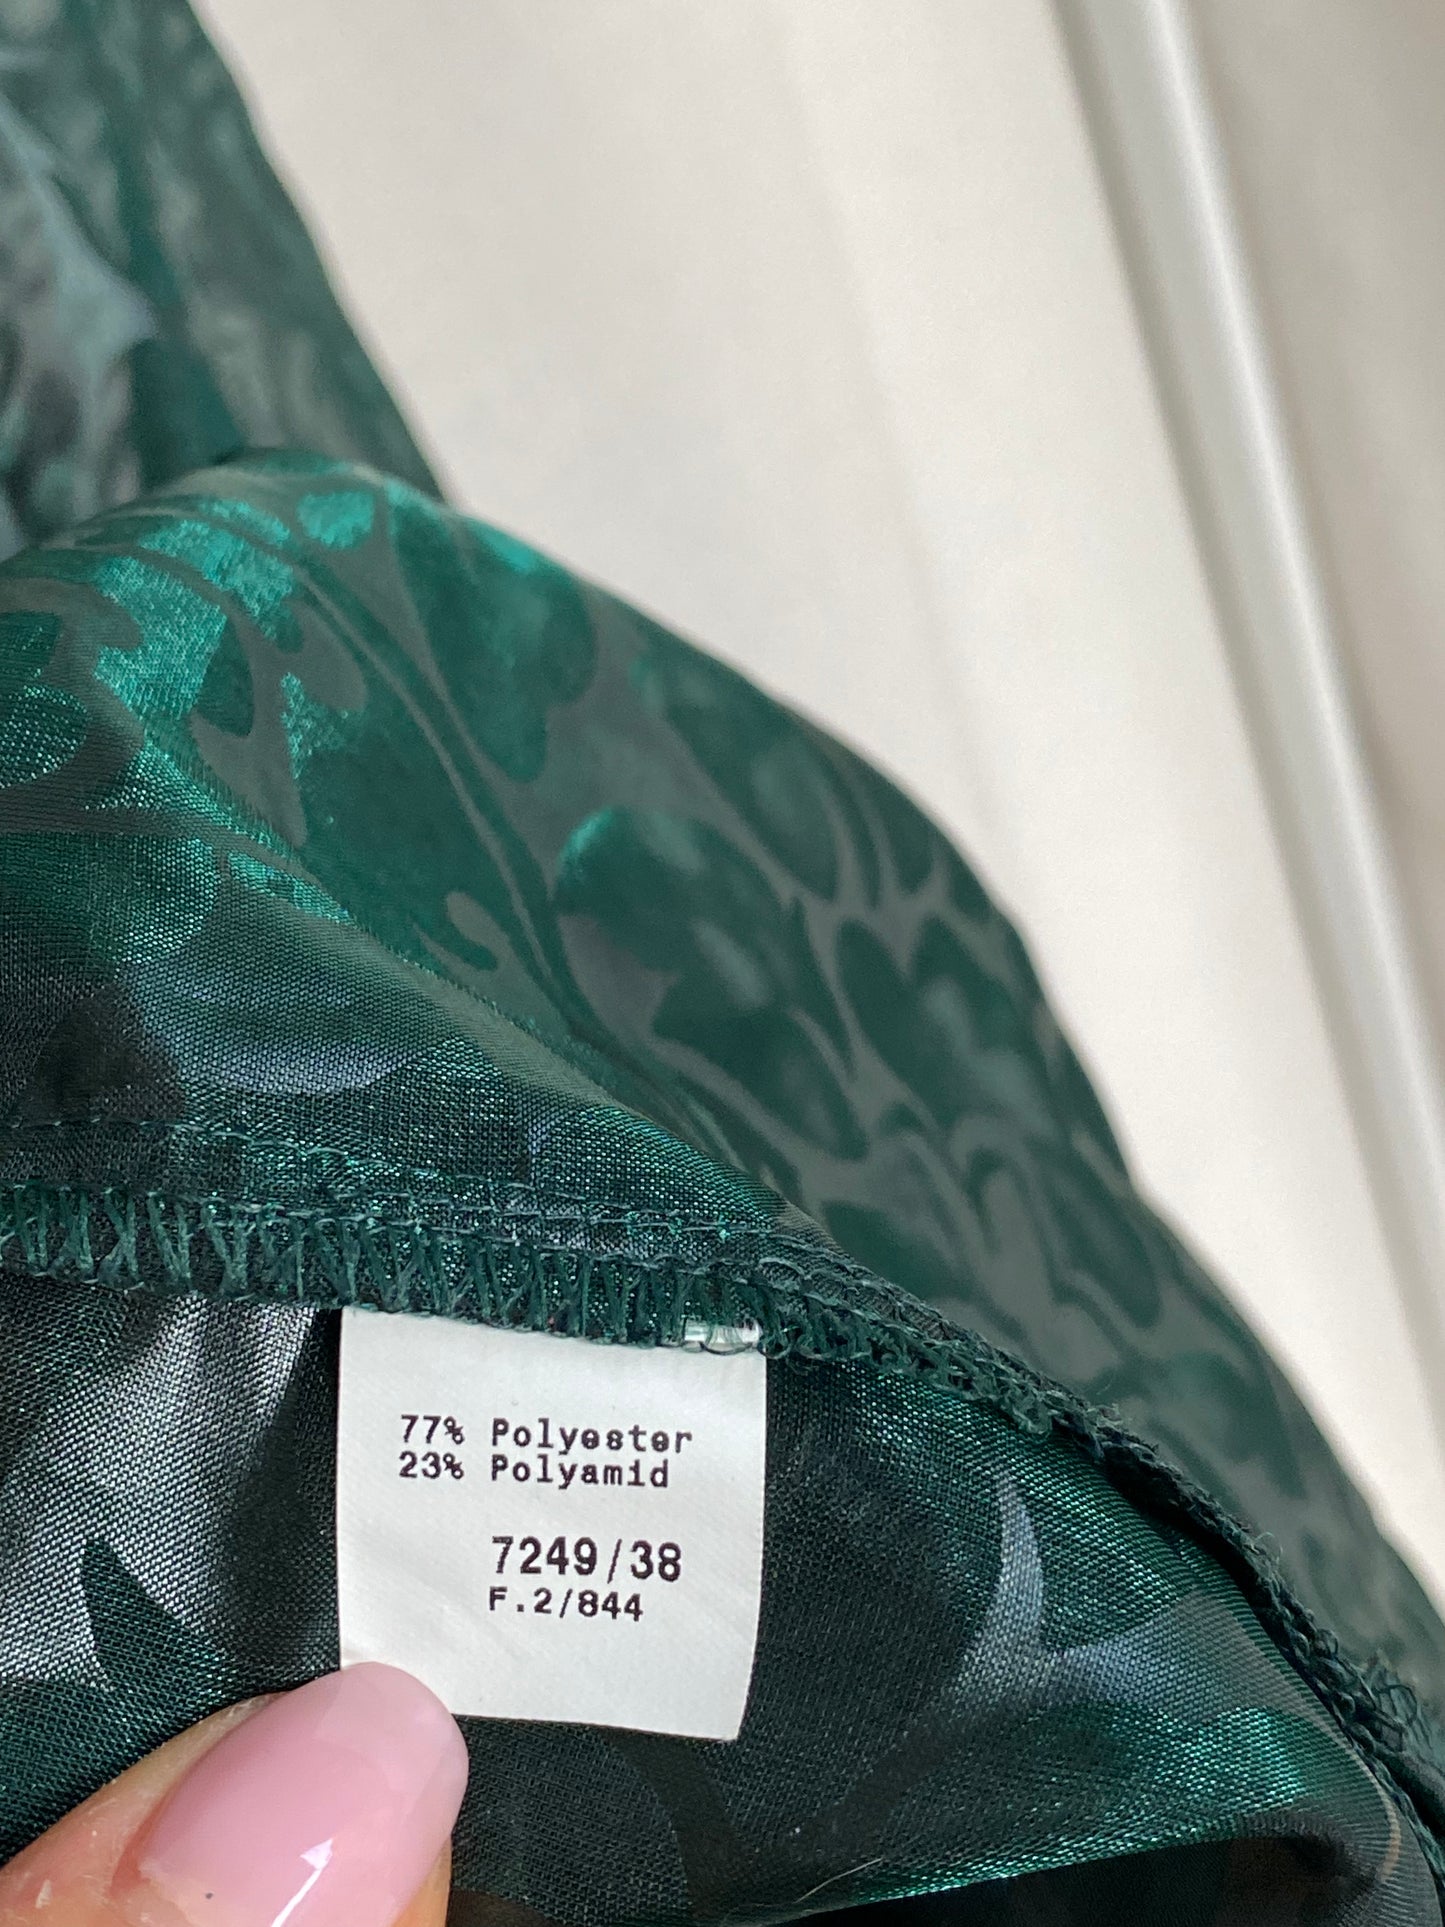 77% Polyester
23% Polyamid
7249/38
F.2/844